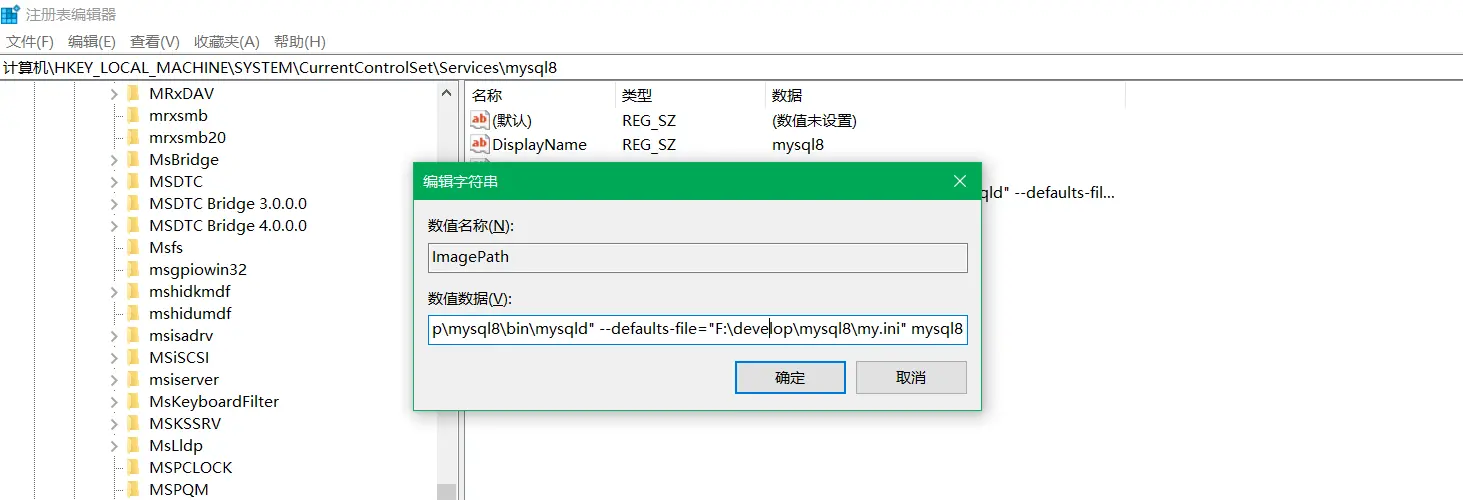 注册表编辑器
文件(F) 编辑(E) 查看(V) 收藏夹(A) 帮助(H)
计算机\HKEY_LOCAL_MACHINE\SYSTEM\CurrentControlSet\Services\mysql8
MRxDAV
mrxsmb
mrxsmb20
MsBridge
MSDTC
MSDTC Bridge 3.0.0.0
MSDTC Bridge 4.0.0.0
Msfs
msgpiowin32
mshidkmdf
mshidumdf
msisadrv
MSiSCSI
msiserver
MsKeyboardFilter
MSKSSRV
MsLldp
MSPCLOCK
MSPQM
名称 类型 数据
(默认) REG_SZ (数值未设置)
DisplayName REG_SZ mysql8
qld" --defaults-fil...
编辑字符串
数值名称(N):
ImagePath
数值数据(V):
p\mysql8\bin\mysqld" --defaults-file="F:\develop\mysql8\my.ini" mysql8
确定 取消